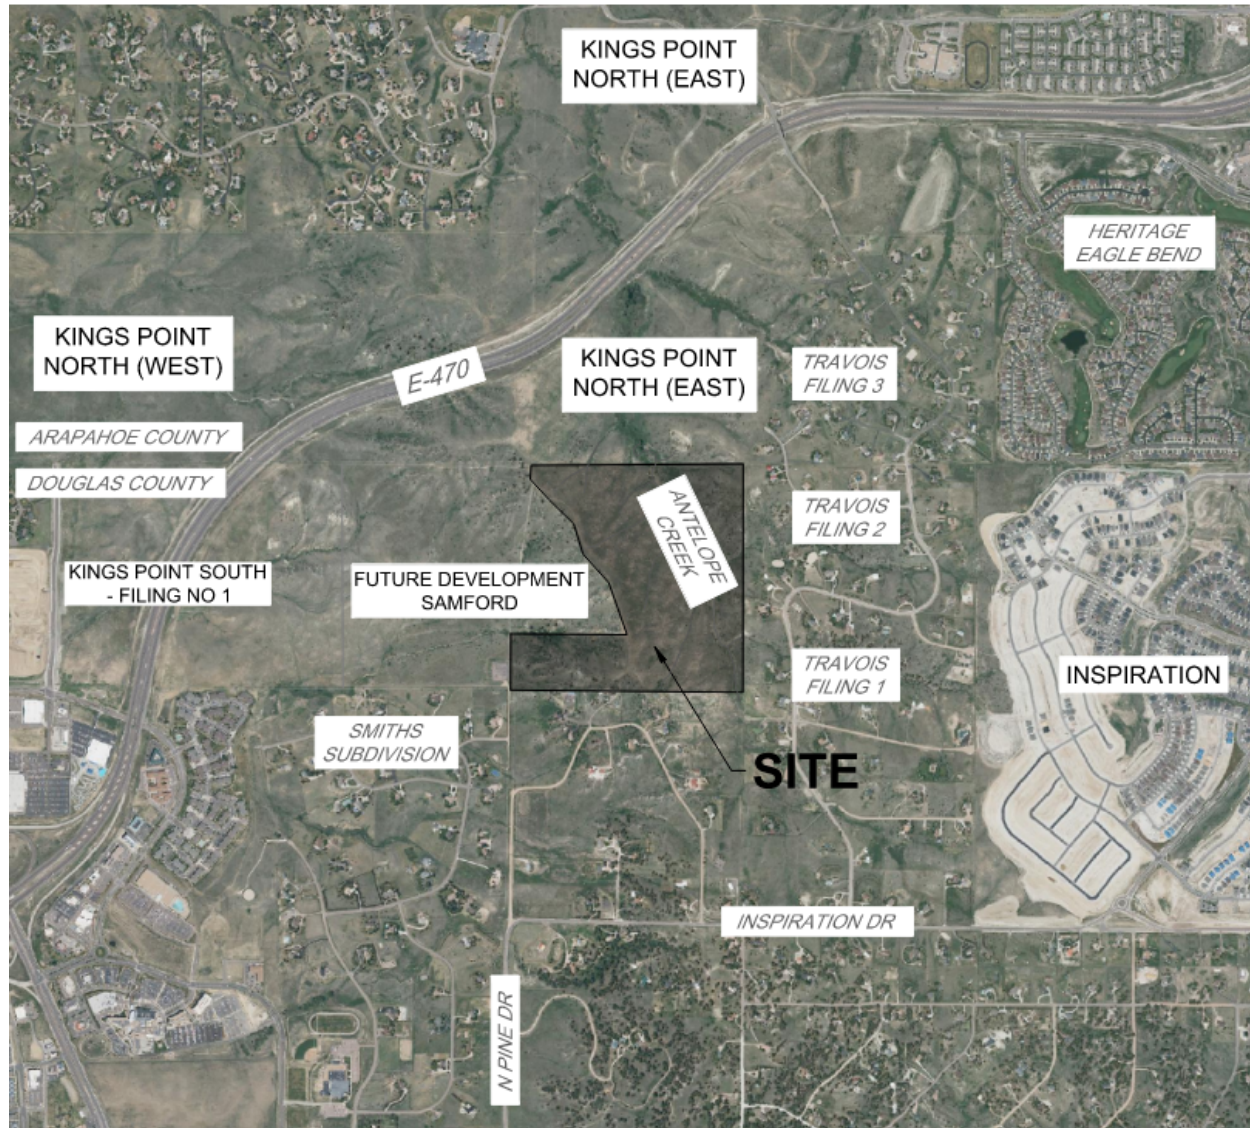 KINGS POINT
NORTH (EAST)
HERITAGE
EAGLE BEND
KINGS POINT
NORTH (WEST)
E-470
KINGS POINT
NORTH (EAST)
TRAVOIS
FILING 3
ARAPAHOE COUNTY
DOUGLAS COUNTY
ANTELOPE
CREEK
TRAVOIS
FILING 2
KINGS POINT SOUTH
- FILING NO 1
FUTURE DEVELOPMENT
SAMFORD
TRAVOIS
FILING 1
INSPIRATION
SMITHS
SUBDIVISION
SITE
INSPIRATION DR
N PINE DR